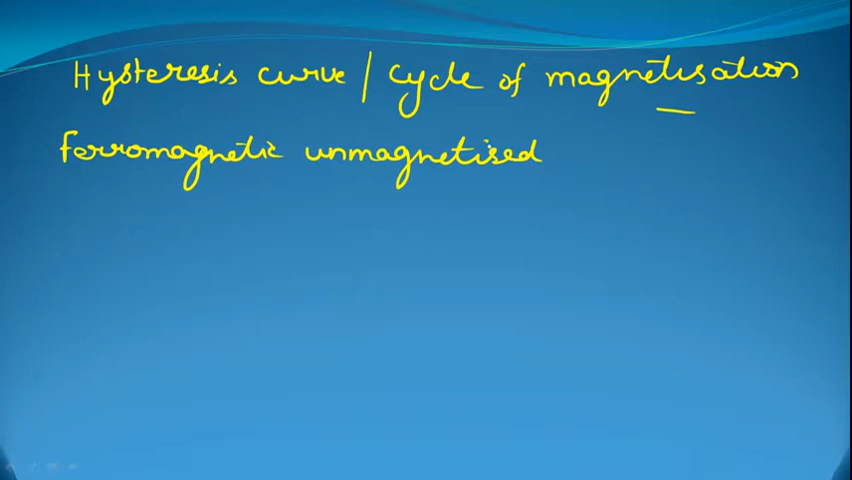 Hysteresis curve / cycle of magnetisation
ferromagnetic unmagnetised